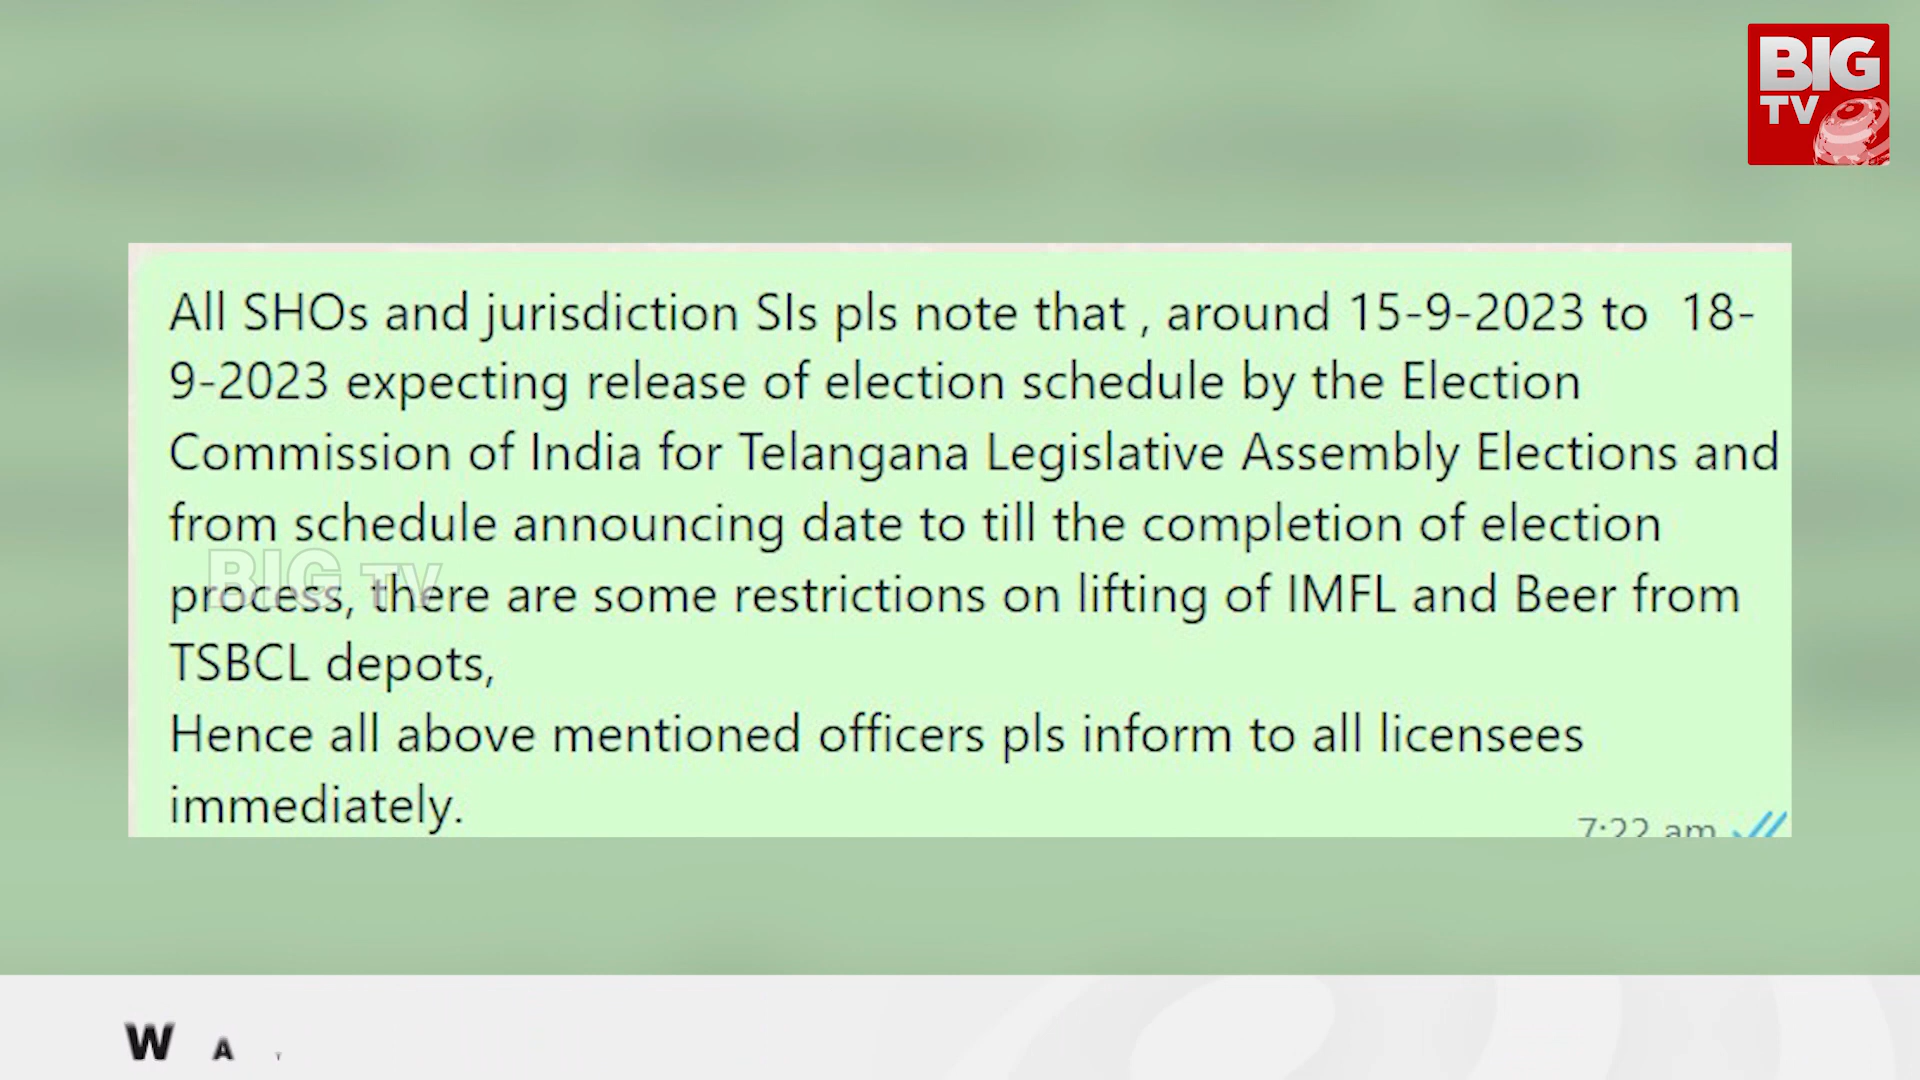 BIG
TV
All SHOs and jurisdiction SIs pls note that , around 15-9-2023 to 18-
9-2023 expecting release of election schedule by the Election
Commission of India for Telangana Legislative Assembly Elections and
from schedule announcing date to till the completion of election
BIG TV
process, there are some restrictions on lifting of IMFL and Beer from
TSBCL depots,
Hence all above mentioned officers pls inform to all licensees
immediately.
7:22 am
W A T